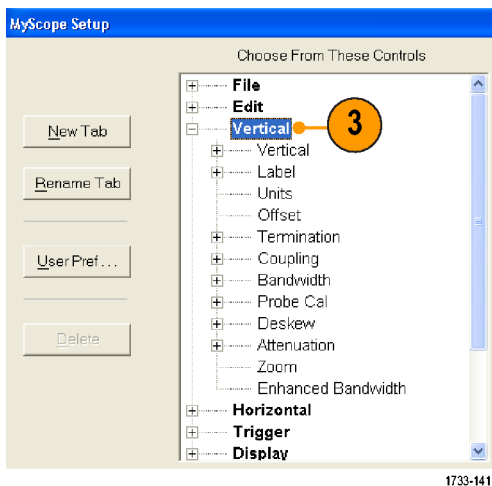 MyScope Setup
Choose From These Controls
New Tab
Rename Tab
User Pref...
Delete
File
Edit
Vertical
3
Vertical
Label
Units
Offset
Termination
Coupling
Bandwidth
Probe Cal
Deskew
Attenuation
Zoom
Enhanced Bandwidth
Horizontal
Trigger
Display
1733-141